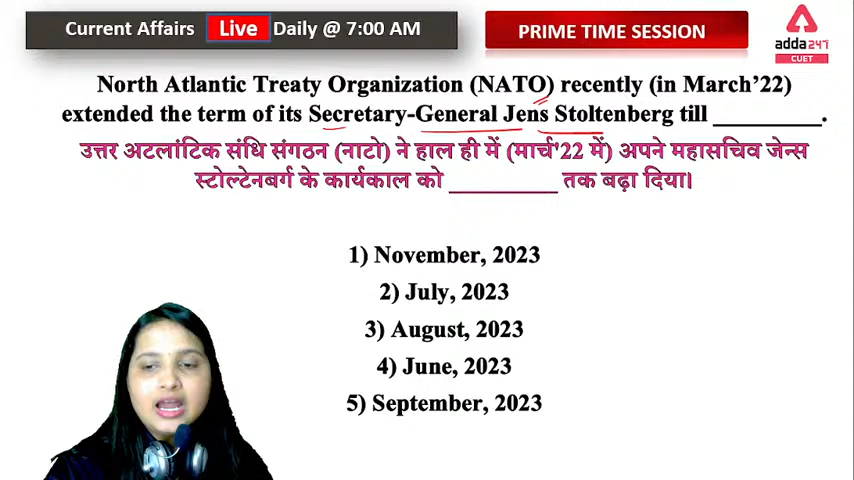 Current Affairs Live Daily @ 7:00 AM
PRIME TIME SESSION
adda247
CUET
North Atlantic Treaty Organization (NATO) recently (in March’22)
extended the term of its Secretary-General Jens Stoltenberg till __________.
उत्तर अटलांटिक संधि संगठन (नाटो) ने हाल ही में (मार्च'22 में) अपने महासचिव जेन्स
स्टोल्टेनबर्ग के कार्यकाल को __________ तक बढ़ा दिया।
1) November, 2023
2) July, 2023
3) August, 2023
4) June, 2023
5) September, 2023